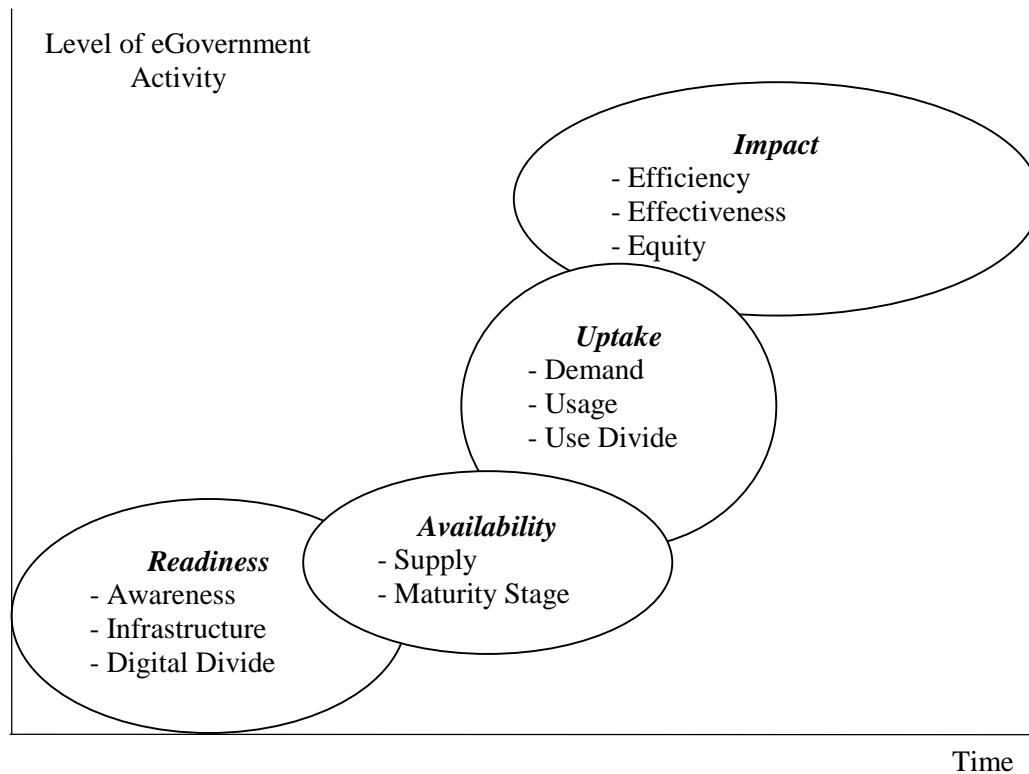 Level of eGovernment
Activity
Impact
- Efficiency
- Effectiveness
- Equity
Uptake
- Demand
- Usage
- Use Divide
Availability
- Supply
- Maturity Stage
Readiness
- Awareness
- Infrastructure
- Digital Divide
Time